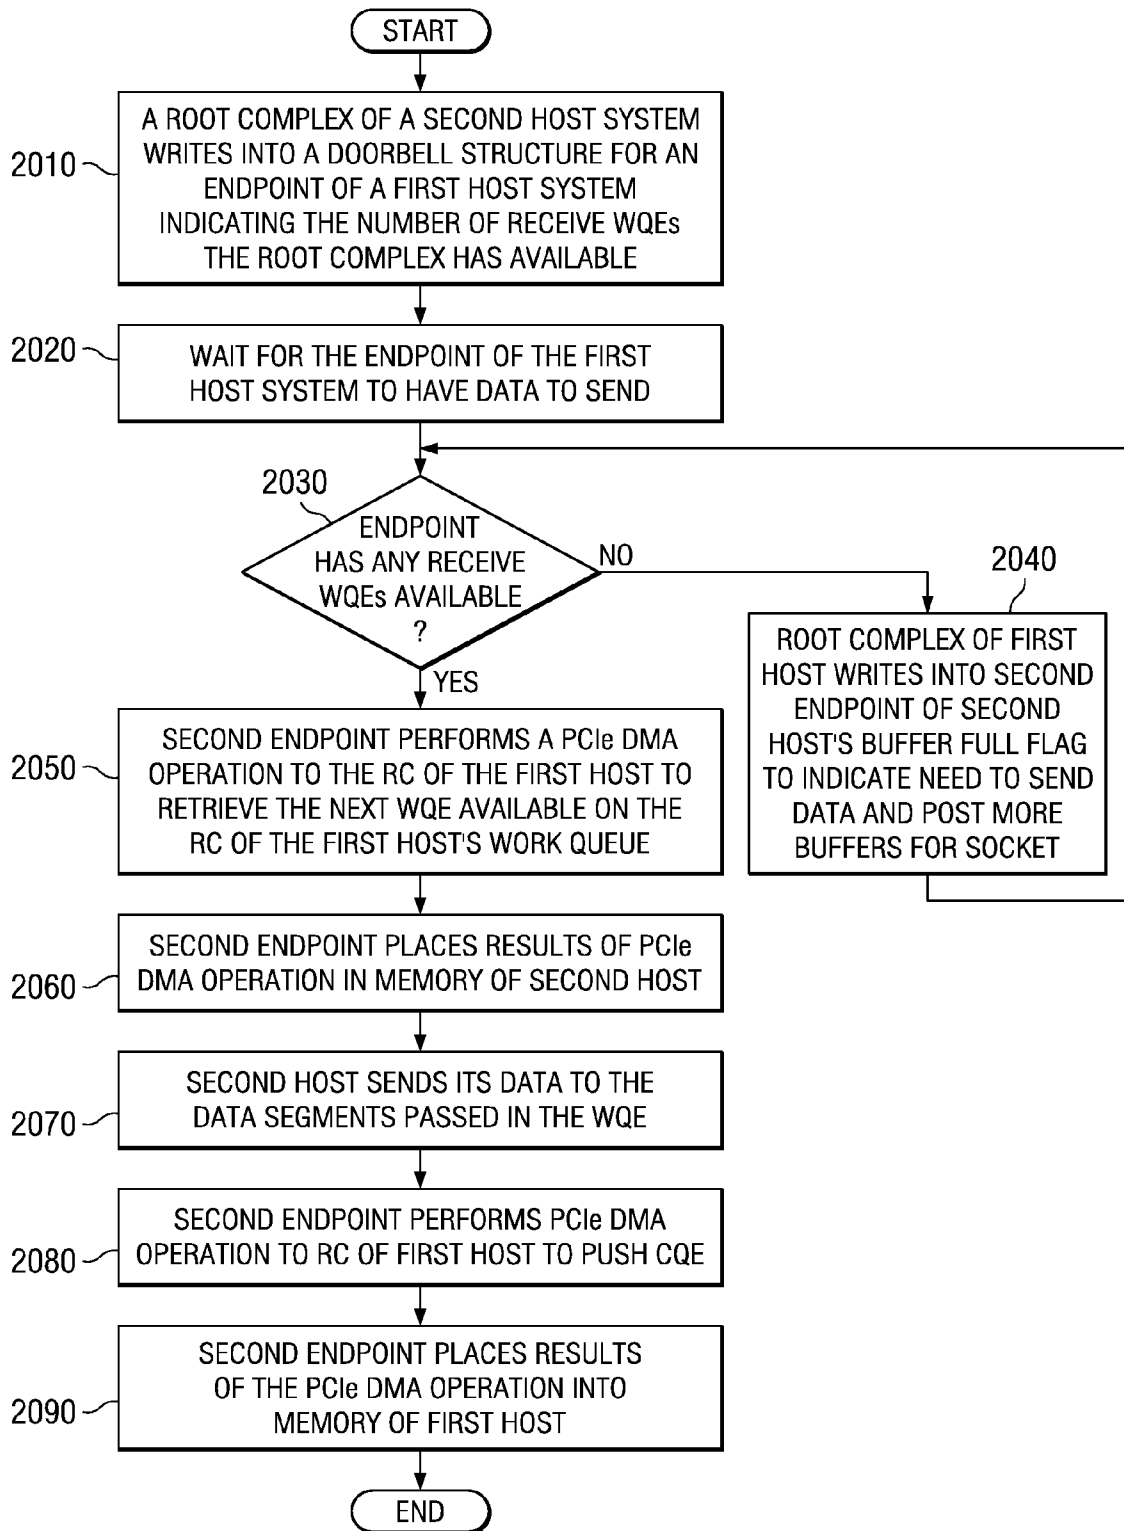 START
2010
A ROOT COMPLEX OF A SECOND HOST SYSTEM
WRITES INTO A DOORBELL STRUCTURE FOR AN
ENDPOINT OF A FIRST HOST SYSTEM
INDICATING THE NUMBER OF RECEIVE WQEs
THE ROOT COMPLEX HAS AVAILABLE
2020
WAIT FOR THE ENDPOINT OF THE FIRST
HOST SYSTEM TO HAVE DATA TO SEND
2030
ENDPOINT
HAS ANY RECEIVE
WQEs AVAILABLE
?
NO
YES
2040
ROOT COMPLEX OF FIRST
HOST WRITES INTO SECOND
ENDPOINT OF SECOND
HOST'S BUFFER FULL FLAG
TO INDICATE NEED TO SEND
DATA AND POST MORE
BUFFERS FOR SOCKET
2050
SECOND ENDPOINT PERFORMS A PCIe DMA
OPERATION TO THE RC OF THE FIRST HOST TO
RETRIEVE THE NEXT WQE AVAILABLE ON THE
RC OF THE FIRST HOST'S WORK QUEUE
2060
SECOND ENDPOINT PLACES RESULTS OF PCIe
DMA OPERATION IN MEMORY OF SECOND HOST
2070
SECOND HOST SENDS ITS DATA TO THE
DATA SEGMENTS PASSED IN THE WQE
2080
SECOND ENDPOINT PERFORMS PCIe DMA
OPERATION TO RC OF FIRST HOST TO PUSH CQE
2090
SECOND ENDPOINT PLACES RESULTS
OF THE PCIe DMA OPERATION INTO
MEMORY OF FIRST HOST
END